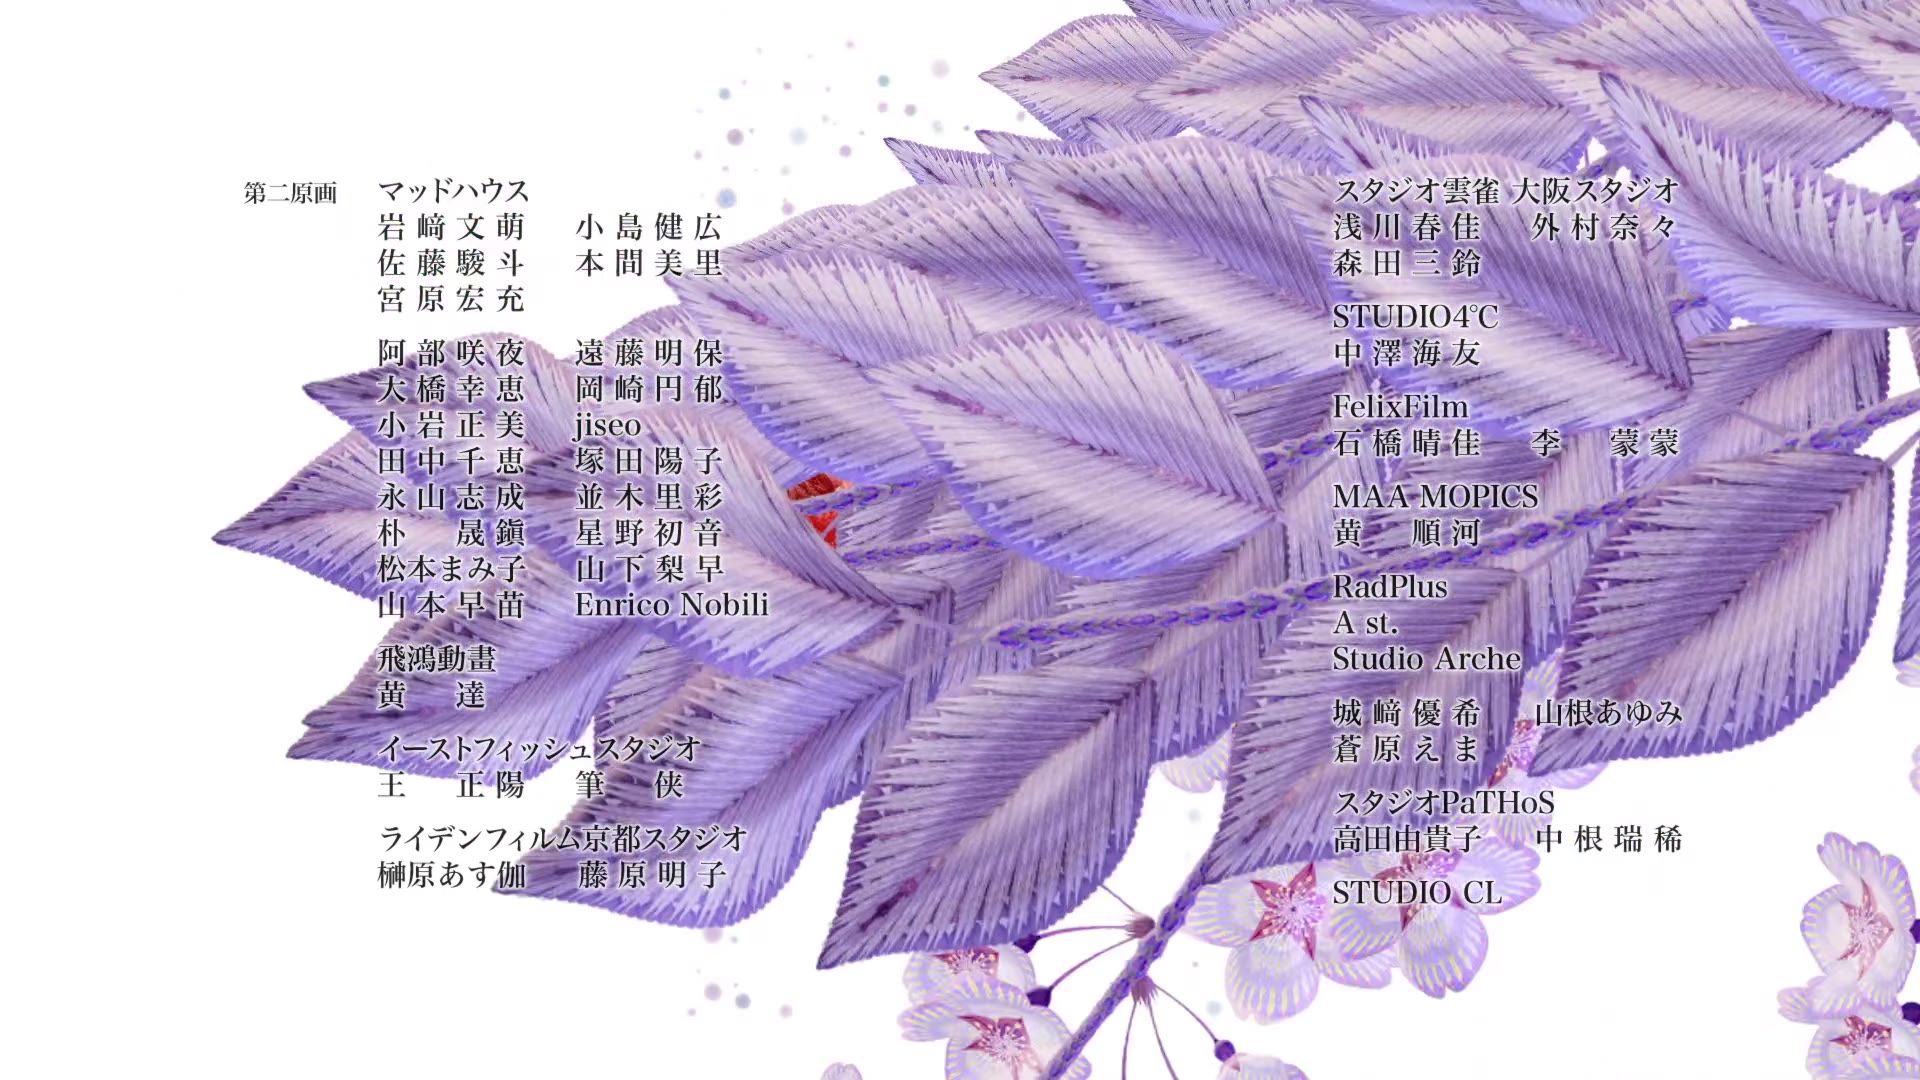 第二原画 マッドハウス
岩﨑文萌 小島健広
佐藤駿斗 本間美里
宮原宏充
阿部咲夜 遠藤明保
大橋幸恵 岡崎円郁
小岩正美 jiseo
田中千恵 塚田陽子
永山志成 並木里彩
朴 晟鎭 星野初音
松本まみ子 山下梨早
山本早苗 Enrico Nobili
飛鴻動畫
黄 達
イーストフィッシュスタジオ
王 正陽 筆 侠
ライデンフィルム京都スタジオ
榊原あす伽 藤原明子
スタジオ雲雀 大阪スタジオ
浅川春佳 外村奈々
森田三鈴
STUDIO4℃
中澤海友
FelixFilm
石橋晴佳 李 蒙蒙
MAA MOPICS
黄 順河
RadPlus
A st.
Studio Arche
城﨑優希 山根あゆみ
蒼原えま
スタジオPaTHoS
高田由貴子 中根瑞稀
STUDIO CL